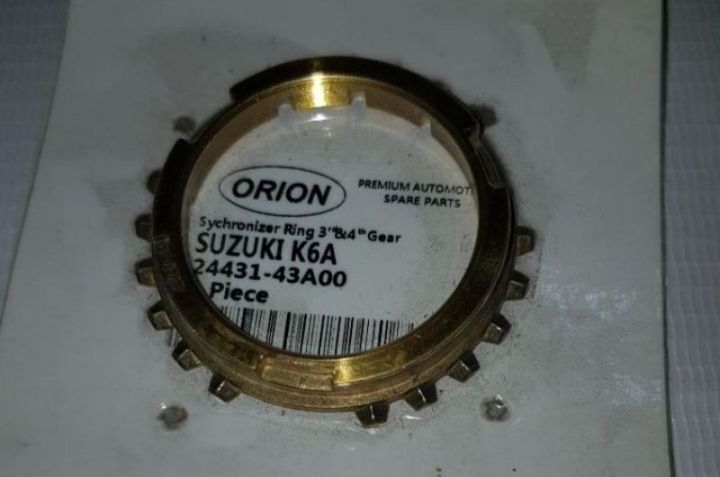 ORION
PREMIUM AUTOMOT
SPARE PARTS
Sychronizer Ring 3rd&4th Gear
SUZUKI K6A
24431-43A00
Piece